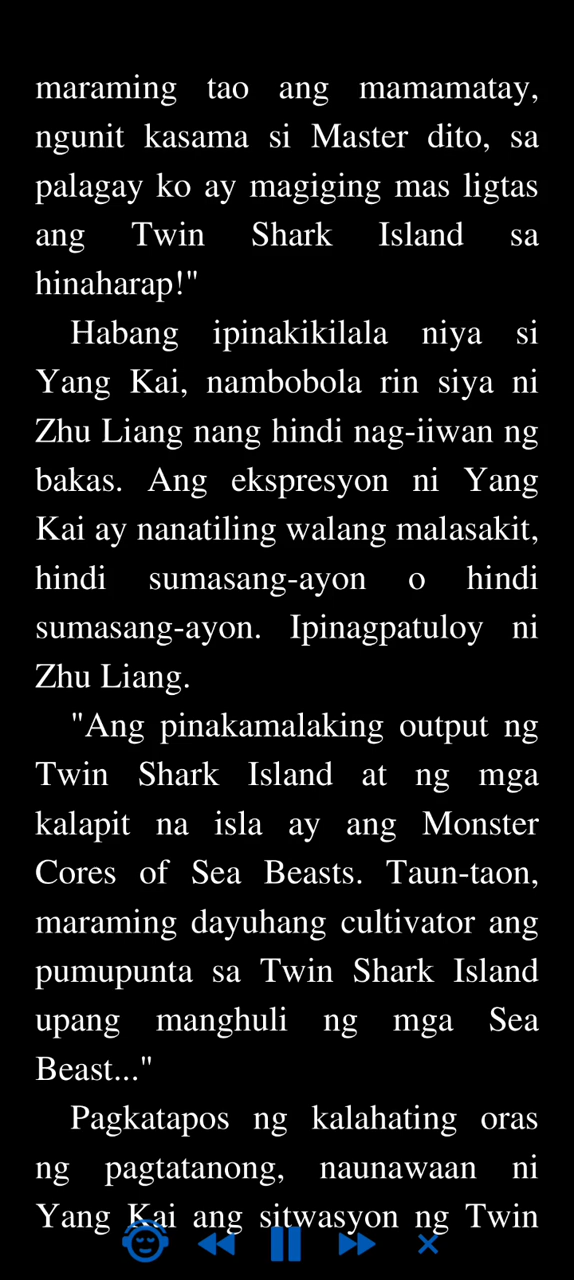 maraming tao ang mamamatay,
ngunit kasama si Master dito, sa
palagay ko ay magiging mas ligtas
ang Twin Shark Island sa
hinaharap!"
Habang ipinakikilala niya si
Yang Kai, nambobola rin siya ni
Zhu Liang nang hindi nag-iiwan ng
bakas. Ang ekspresyon ni Yang
Kai ay nanatiling walang malasakit,
hindi sumasang-ayon o hindi
sumasang-ayon. Ipinagpatuloy ni
Zhu Liang.
"Ang pinakamalaking output ng
Twin Shark Island at ng mga
kalapit na isla ay ang Monster
Cores of Sea Beasts. Taun-taon,
maraming dayuhang cultivator ang
pumupunta sa Twin Shark Island
upang manghuli ng mga Sea
Beast..."
Pagkatapos ng kalahating oras
ng pagtatanong, naunawaan ni
Yang Kai ang sitwasyon ng Twin